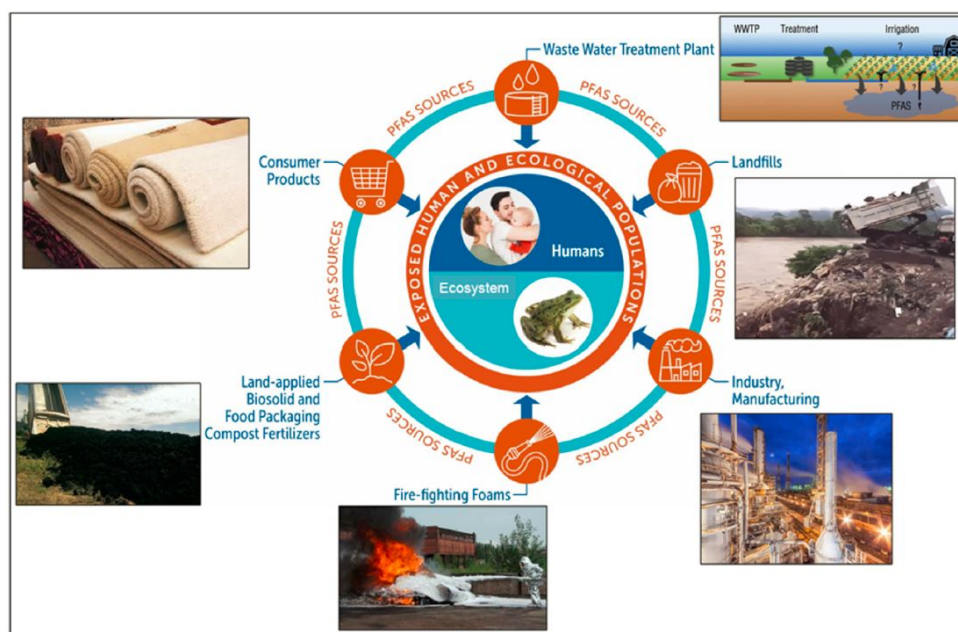 WWTP Treatment Irrigation
?
? ?
PFAS
Waste Water Treatment Plant
PFAS SOURCES
PFAS SOURCES
Consumer
Products
Landfills
EXPOSED HUMAN AND ECOLOGICAL POPULATIONS
Humans
Ecosystem
PFAS SOURCES
PFAS SOURCES
Land-applied
Biosolid and
Food Packaging
Compost Fertilizers
Industry,
Manufacturing
PFAS SOURCES
PFAS SOURCES
Fire-fighting Foams